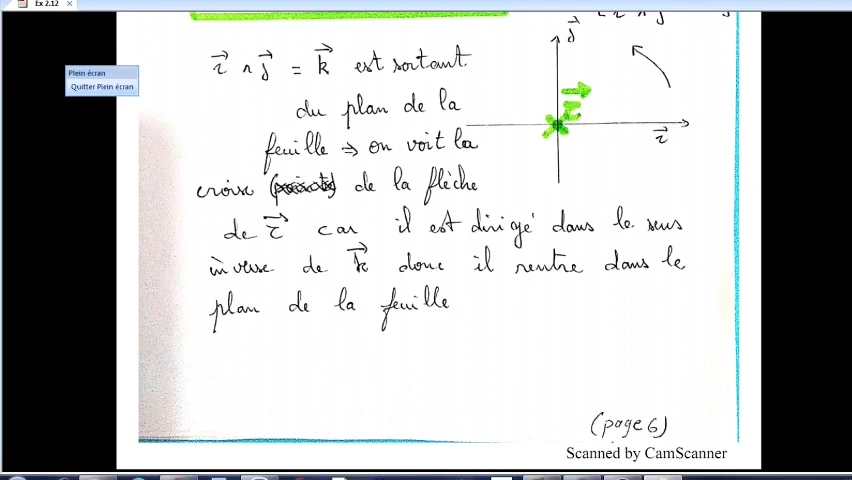 Ex 2.12
Plein écran
Quitter Plein écran
j
i ∧ j = k est sortant
du plan de la
feuille ⇒ on voit la
i
croix de la flèche
de τ car il est dirigé dans le sens
inverse de k donc il rentre dans le
plan de la feuille
(page 6)
Scanned by CamScanner